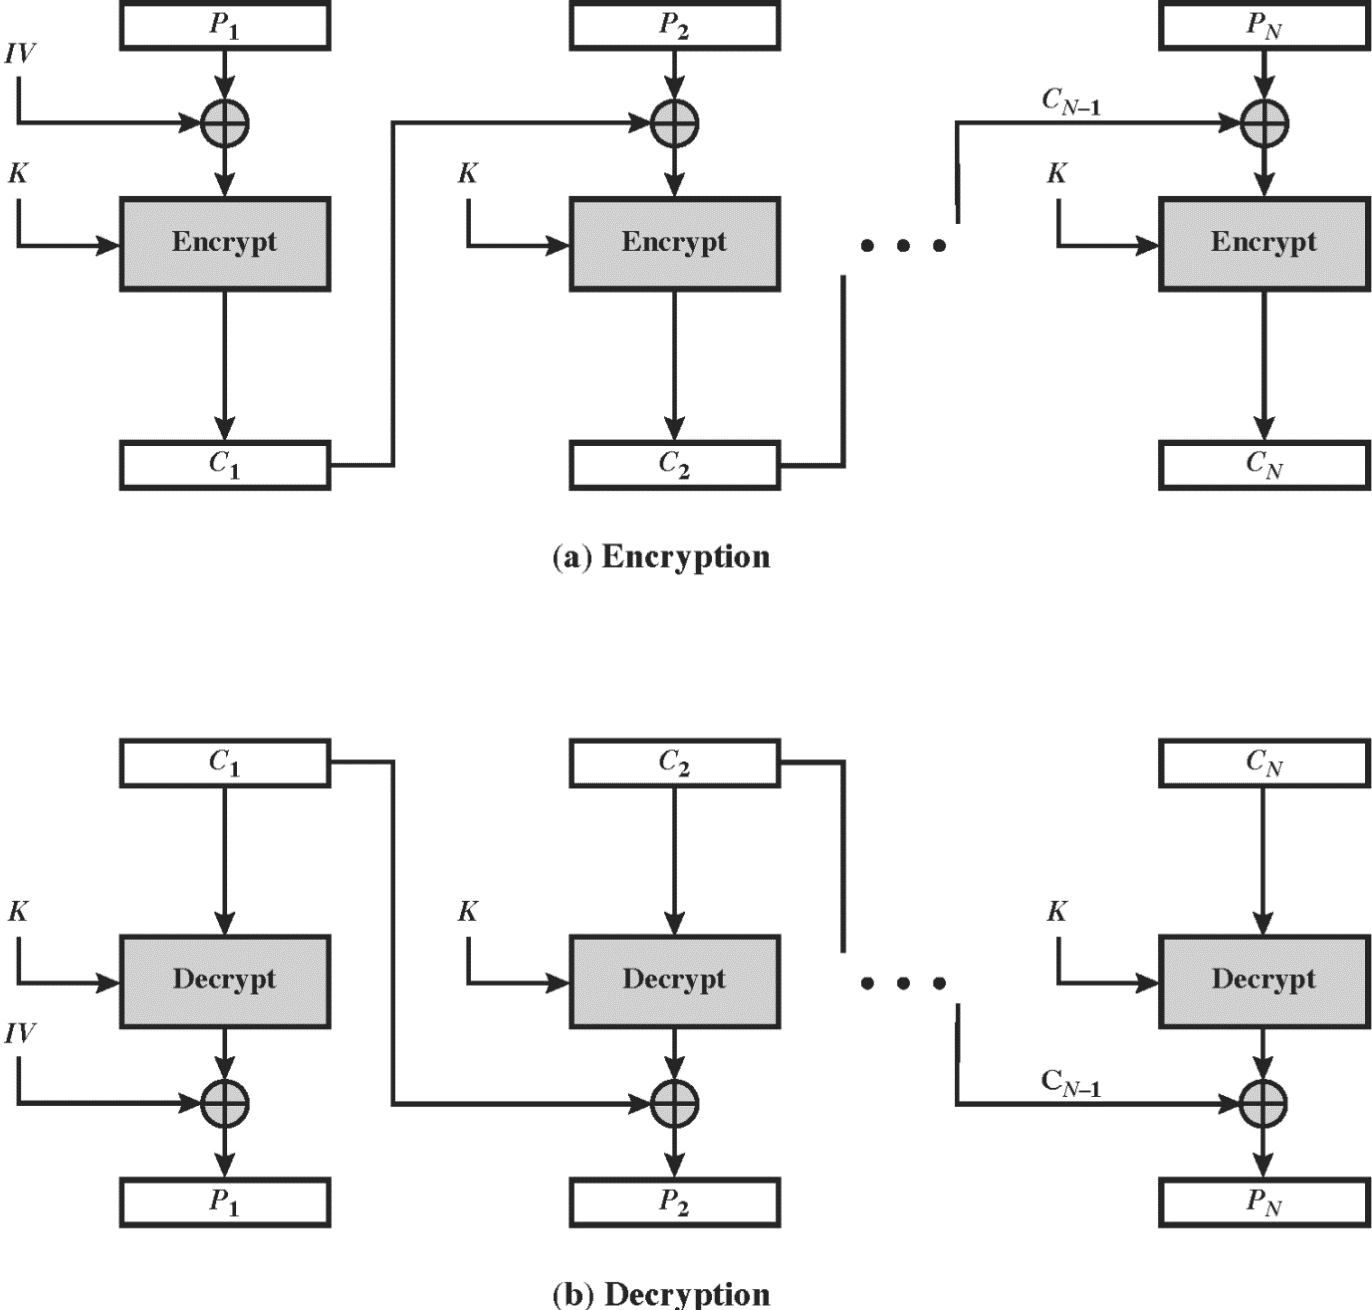 P1 P2 PN
IV
CN–1
K K K
Encrypt Encrypt Encrypt
C1 C2 CN
(a) Encryption
C1 C2 CN
K K K
Decrypt Decrypt Decrypt
IV
CN–1
P1 P2 PN
(b) Decryption